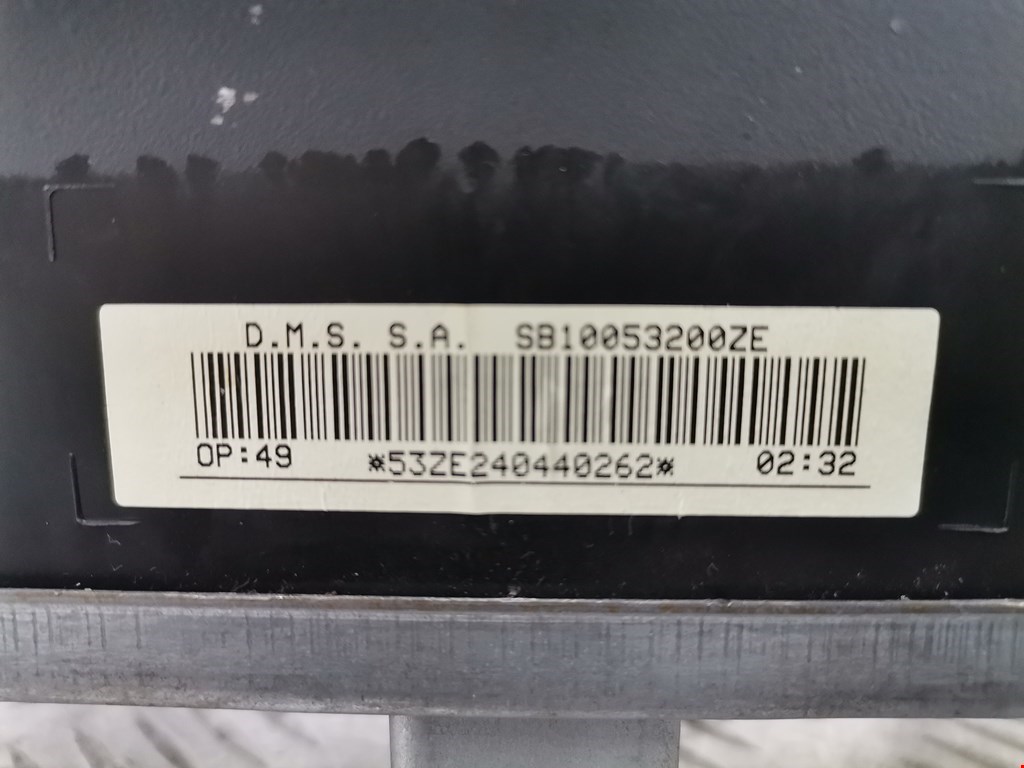 D.M.S. S.A. SB10053200ZE
OP:49 *53ZE240440262* 02:32